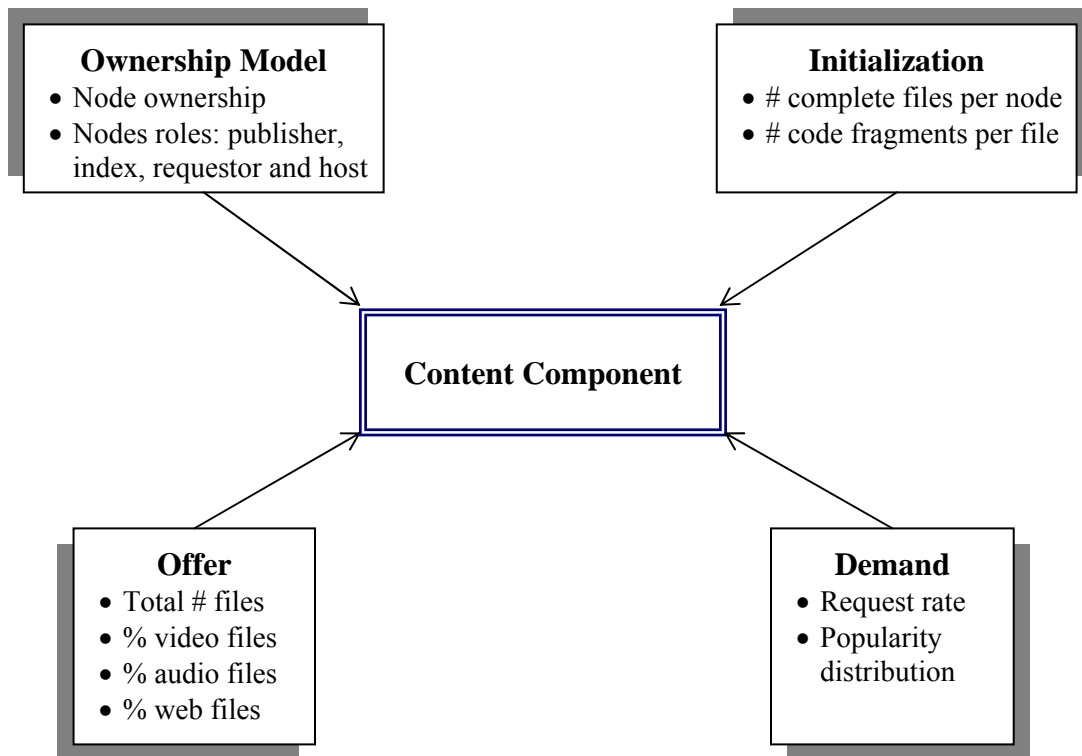 Ownership Model
• Node ownership
• Nodes roles: publisher,
index, requestor and host
Initialization
• # complete files per node
• # code fragments per file
Content Component
Offer
• Total # files
• % video files
• % audio files
• % web files
Demand
• Request rate
• Popularity
distribution